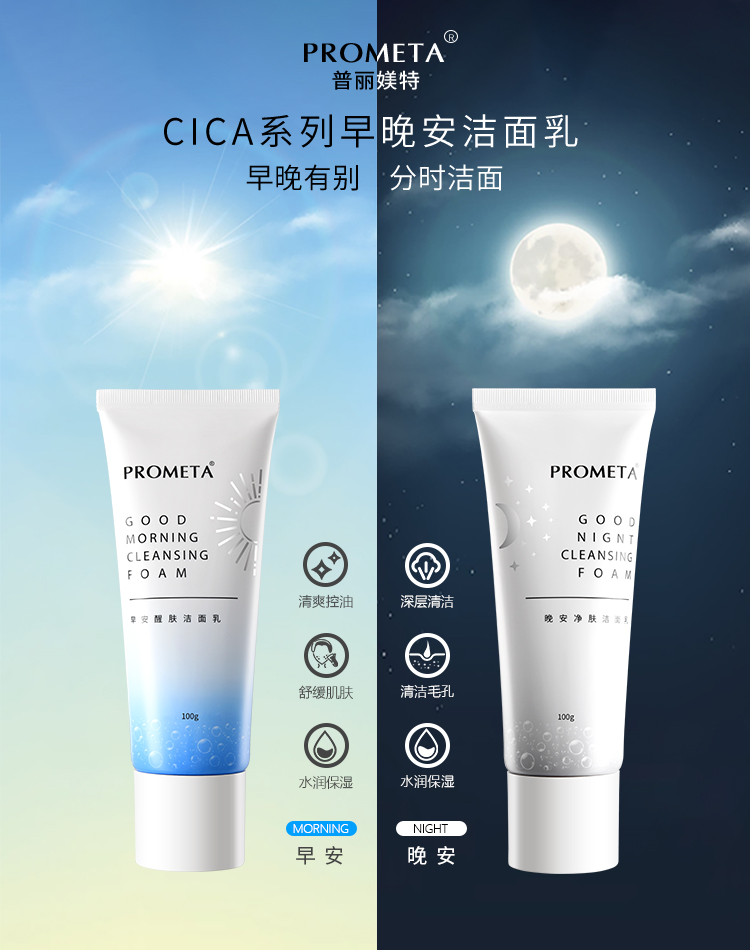 PROMETA®
普丽媄特
CICA系列早晚安洁面乳
早晚有别 分时洁面
PROMETA®
GOOD
MORNING
CLEANSING
FOAM
早安醒肤洁面乳
100g
清爽控油
舒缓肌肤
水润保湿
MORNING
早安
深层清洁
清洁毛孔
水润保湿
NIGHT
晚安
PROMETA
GOOD
NIGNT
CLEANSING
FOAM
晚安净肤洁面乳
100g